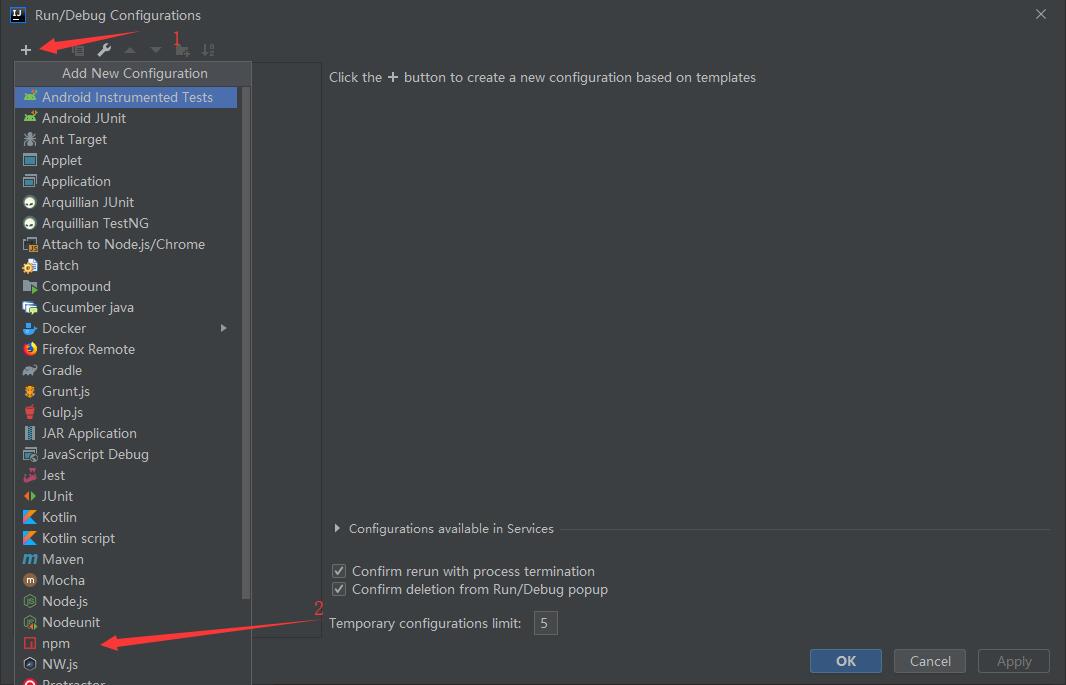 Run/Debug Configurations
1
Add New Configuration
Click the + button to create a new configuration based on templates
Android Instrumented Tests
Android JUnit
Ant Target
Applet
Application
Arquillian JUnit
Arquillian TestNG
Attach to Node.js/Chrome
Batch
Compound
Cucumber java
Docker
Firefox Remote
Gradle
Grunt.js
Gulp.js
JAR Application
JavaScript Debug
Jest
JUnit
Kotlin
Kotlin script
Maven
Mocha
Node.js
Nodeunit
npm
NW.js
Protractor
Configurations available in Services
Confirm rerun with process termination
Confirm deletion from Run/Debug popup
2
Temporary configurations limit: 5
OK Cancel Apply